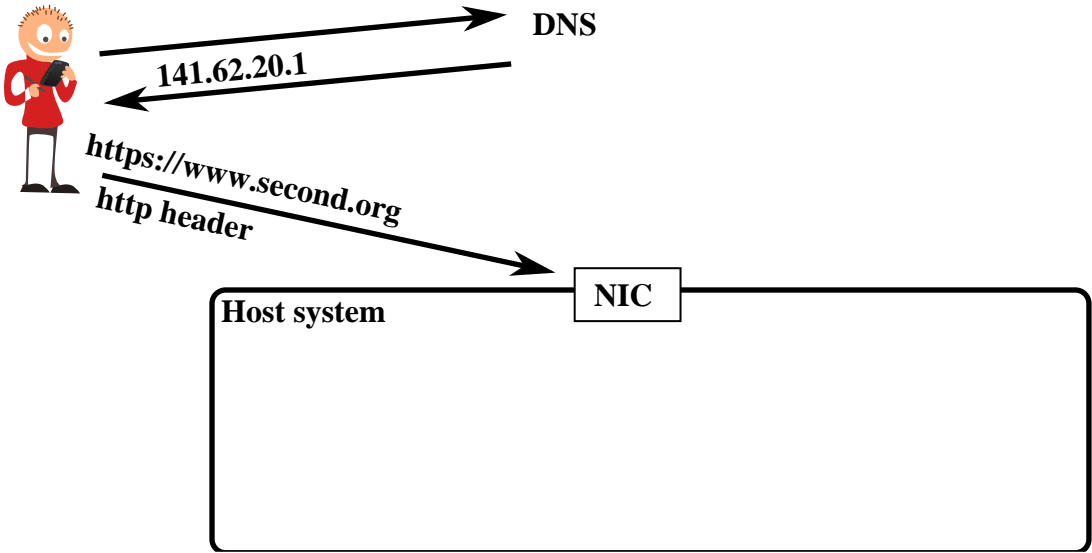 DNS
141.62.20.1
https://www.second.org
http header
NIC
Host system